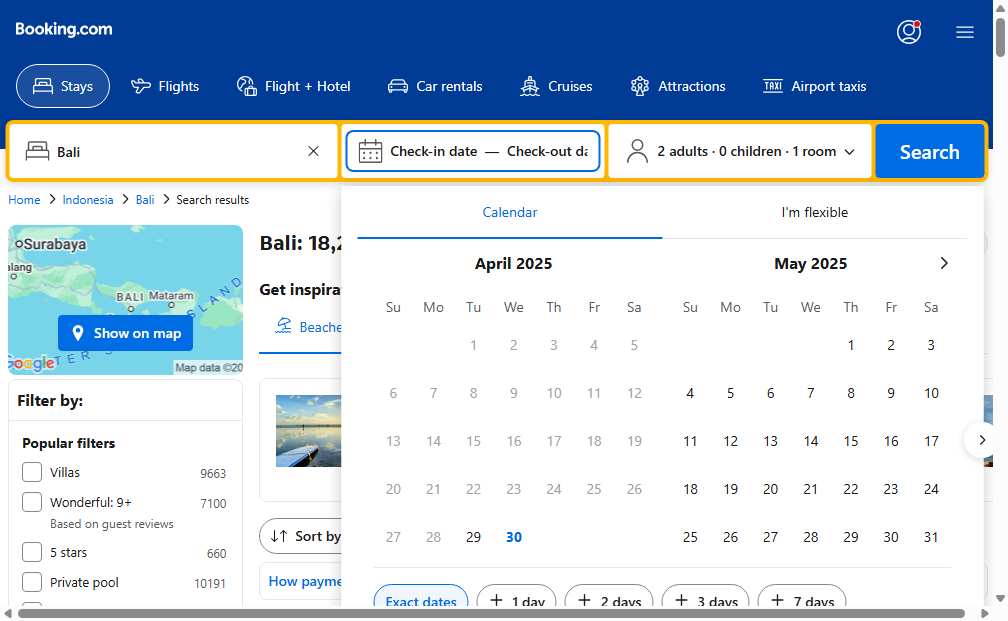 Booking.com
Stays Flights Flight + Hotel Car rentals Cruises Attractions TAXI Airport taxis
Bali
Check-in date — Check-out da
2 adults · 0 children · 1 room
Search
Home > Indonesia > Bali > Search results
Calendar
I'm flexible
Surabaya
alang
BALI
Mataram
ISLAND
TER S
Show on map
Google
Map data ©20
Bali: 18,2
Get inspira
Beache
Filter by:
Popular filters
Villas 9663
Wonderful: 9+ 7100
Based on guest reviews
5 stars 660
Private pool 10191
Sort by
How payme
April 2025
Su Mo Tu We Th Fr Sa
1 2 3 4 5
6 7 8 9 10 11 12
13 14 15 16 17 18 19
20 21 22 23 24 25 26
27 28 29 30
May 2025
Su Mo Tu We Th Fr Sa
1 2 3
4 5 6 7 8 9 10
11 12 13 14 15 16 17
18 19 20 21 22 23 24
25 26 27 28 29 30 31
Exact dates + 1 day + 2 days + 3 days + 7 days